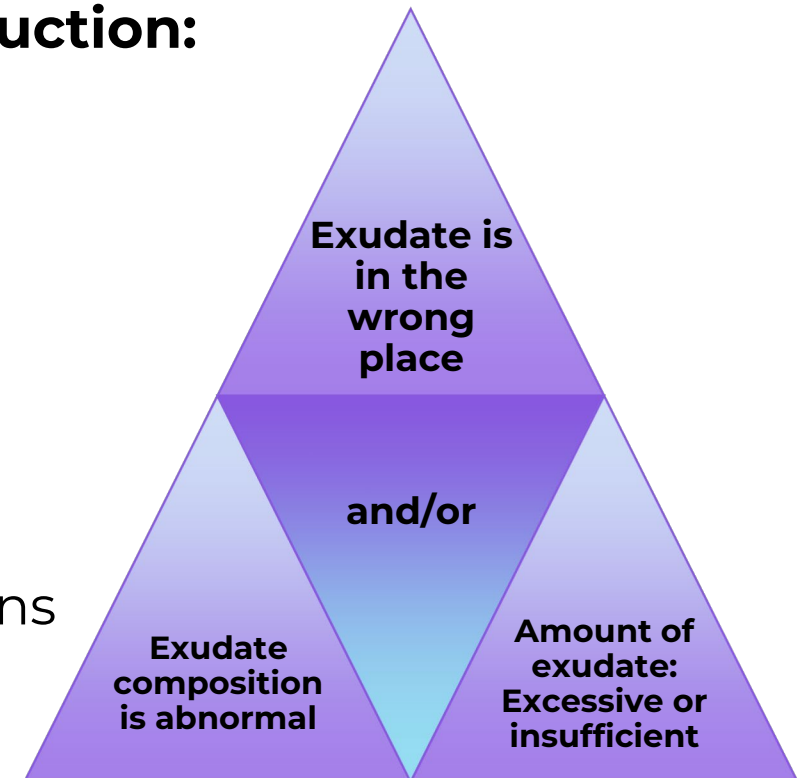 uction:
Exudate is
in the
wrong
place
and/or
ns
Exudate
composition
is abnormal
Amount of
exudate:
Excessive or
insufficient